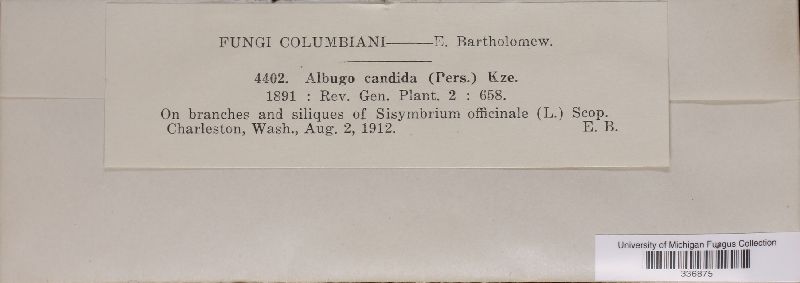 FUNGI COLUMBIANI——E. Bartholomew.
4402. Albugo candida (Pers.) Kze.
1891 : Rev. Gen. Plant. 2 : 658.
On branches and siliques of Sisymbrium officinale (L.) Scop.
Charleston, Wash., Aug. 2, 1912. E. B.
University of Michigan Fungus Collection
336875